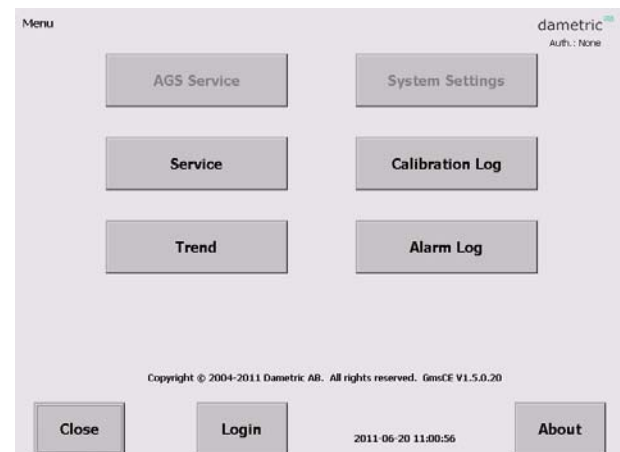 Menu
dametric
Auth.: None
AGS Service
System Settings
Service
Calibration Log
Trend
Alarm Log
Copyright © 2004-2011 Dametric AB. All rights reserved. GmsCE V1.5.0.20
Close
Login
2011-06-20 11:00:56
About